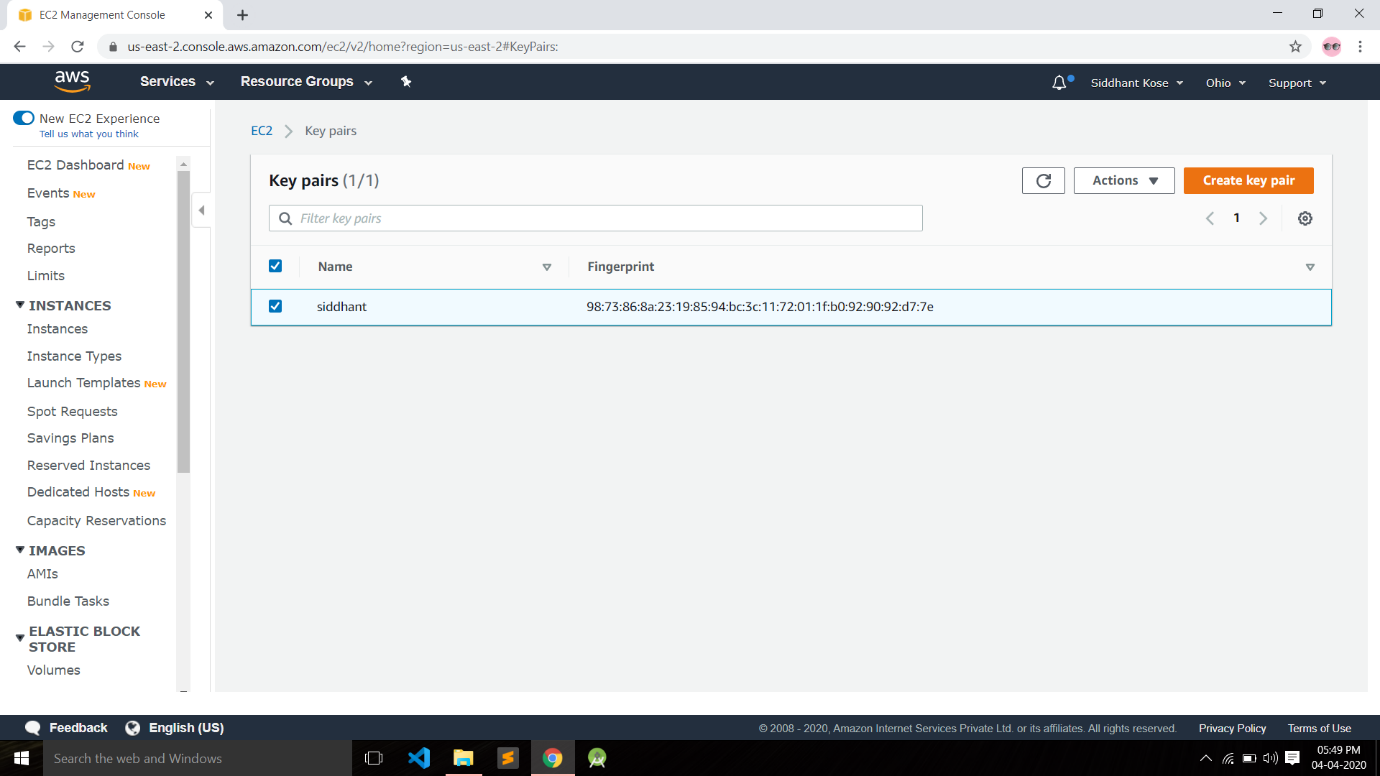 EC2 Management Console
us-east-2.console.aws.amazon.com/ec2/v2/home?region=us-east-2#KeyPairs:
aws Services Resource Groups Siddhant Kose Ohio Support
New EC2 Experience
Tell us what you think
EC2 Dashboard New
Events New
Tags
Reports
Limits
INSTANCES
Instances
Instance Types
Launch Templates New
Spot Requests
Savings Plans
Reserved Instances
Dedicated Hosts New
Capacity Reservations
IMAGES
AMIs
Bundle Tasks
ELASTIC BLOCK
STORE
Volumes
EC2 Key pairs
Key pairs (1/1) Actions Create key pair
Filter key pairs 1
Name Fingerprint
siddhant 98:73:86:8a:23:19:85:94:bc:3c:11:72:01:1f:b0:92:90:92:d7:7e
Feedback English (US) © 2008 - 2020, Amazon Internet Services Private Ltd. or its affiliates. All rights reserved. Privacy Policy Terms of Use
Search the web and Windows
05:49 PM
04-04-2020